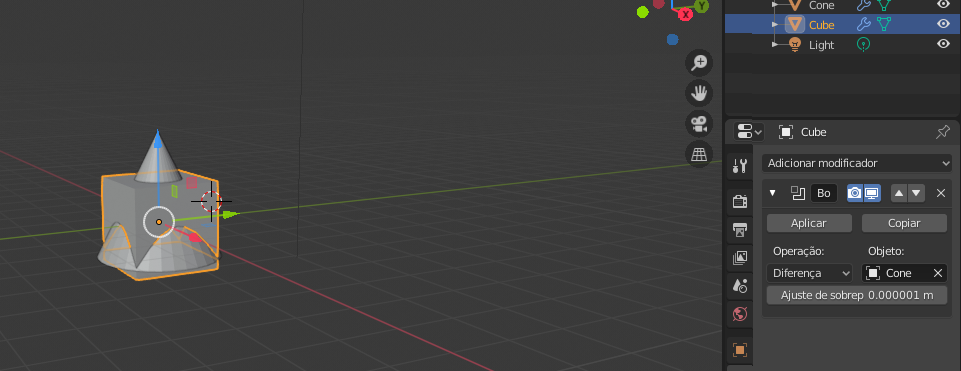 Cone
Cube
Light
X
Y
Cube
Adicionar modificador
Bo
Aplicar
Copiar
Operação:
Objeto:
Diferença
Cone
Ajuste de sobrep 0.000001 m